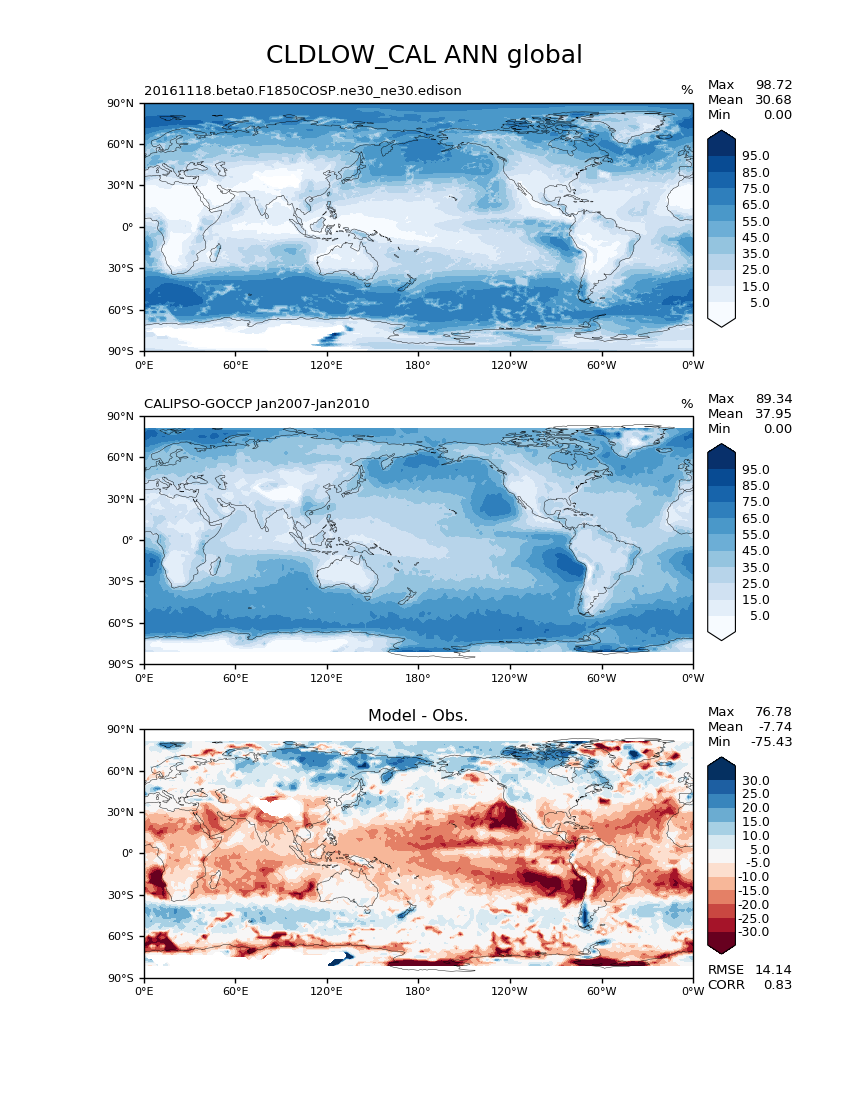 CLDLOW_CAL ANN global
20161118.beta0.F1850COSP.ne30_ne30.edison %
Max 98.72
Mean 30.68
Min 0.00
90°N
60°N
30°N
0°
30°S
60°S
90°S
0°E 60°E 120°E 180° 120°W 60°W 0°W
95.0
85.0
75.0
65.0
55.0
45.0
35.0
25.0
15.0
5.0
CALIPSO-GOCCP Jan2007-Jan2010 %
Max 89.34
Mean 37.95
Min 0.00
90°N
60°N
30°N
0°
30°S
60°S
90°S
0°E 60°E 120°E 180° 120°W 60°W 0°W
95.0
85.0
75.0
65.0
55.0
45.0
35.0
25.0
15.0
5.0
Model - Obs.
Max 76.78
Mean -7.74
Min -75.43
90°N
60°N
30°N
0°
30°S
60°S
90°S
0°E 60°E 120°E 180° 120°W 60°W 0°W
30.0
25.0
20.0
15.0
10.0
5.0
-5.0
-10.0
-15.0
-20.0
-25.0
-30.0
RMSE 14.14
CORR 0.83